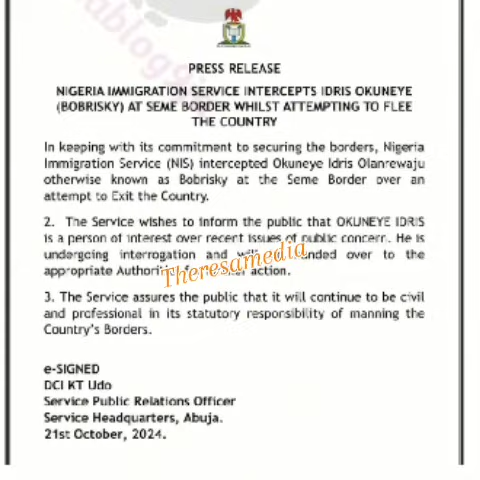 PRESS RELEASE
NIGERIA IMMIGRATION SERVICE INTERCEPTS IDRIS OKUNEYE
(BOBRISKY) AT SEME BORDER WHILST ATTEMPTING TO FLEE
THE COUNTRY
In keeping with its commitment to securing the borders, Nigeria
Immigration Service (NIS) intercepted Okuneye Idris Olanrewaju
otherwise known as Bobrisky at the Seme Border over an
attempt to Exit the Country.
2. The Service wishes to inform the public that OKUNEYE IDRIS
is a person of interest over recent issues of public concern. He is
undergoing interrogation and over to the
Theresamedia
appropriate action.
3. The Service assures the public that it will continue to be civil
and professional in its statutory responsibility of manning the
Country's Borders.
e-SIGNED
DCI KT Udo
Service Public Relations Officer
Service Headquarters, Abuja.
21st October, 2024.